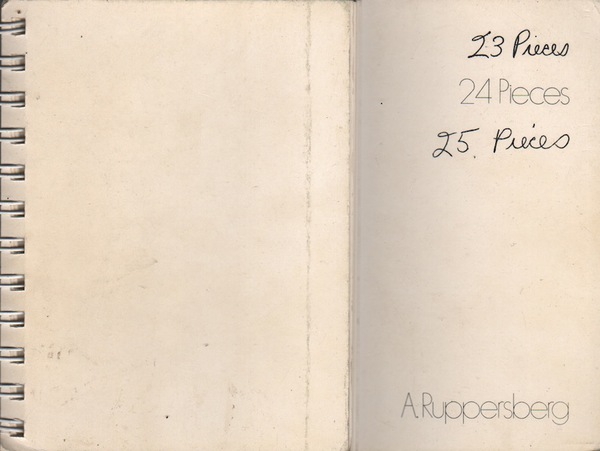 23 Pieces
24 Pieces
25 Pieces
A.Ruppersberg